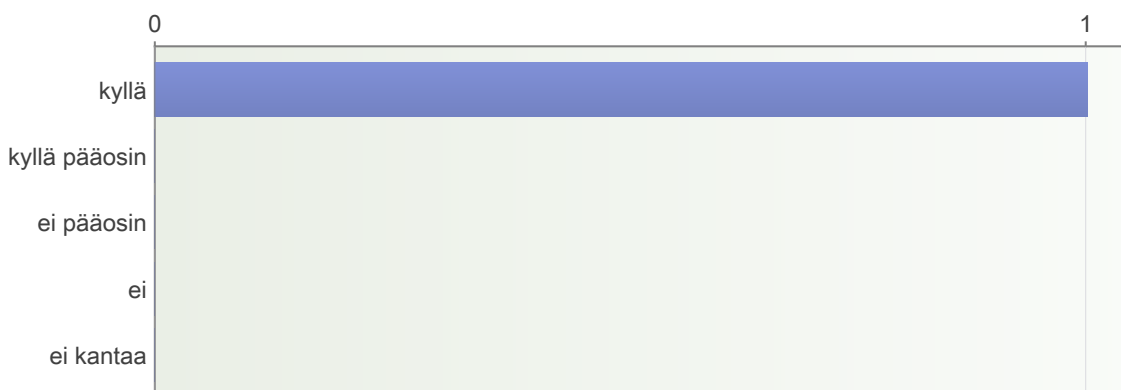 0 1
kyllä
kyllä pääosin
ei pääosin
ei
ei kantaa